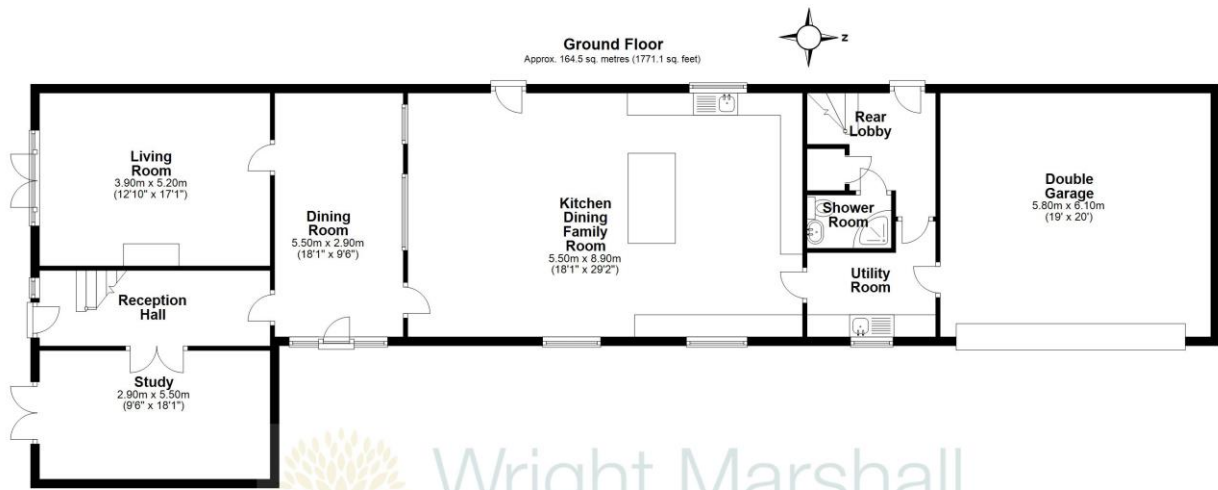 Ground Floor
Approx. 164.5 sq. metres (1771.1 sq. feet)
z
Living
Room
3.90m x 5.20m
(12'10" x 17'1")
Dining
Room
5.50m x 2.90m
(18'1" x 9'6")
Kitchen
Dining
Family
Room
5.50m x 8.90m
(18'1" x 29'2")
Rear
Lobby
Shower
Room
Utility
Room
Double
Garage
5.80m x 6.10m
(19' x 20')
Reception
Hall
Study
2.90m x 5.50m
(9'6" x 18'1")
Wright Marshall